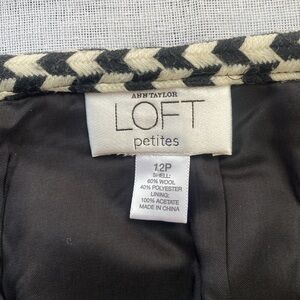 ANN TAYLOR
LOFT
petites
12P
SHELL:
60% WOOL
40% POLYESTER
LINING:
100% ACETATE
MADE IN CHINA